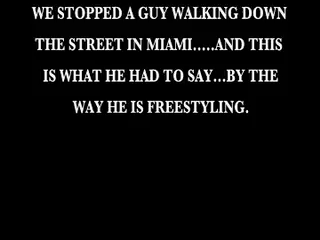 WE STOPPED A GUY WALKING DOWN
THE STREET IN MIAMI.....AND THIS
IS WHAT HE HAD TO SAY...BY THE
WAY HE IS FREESTYLING.